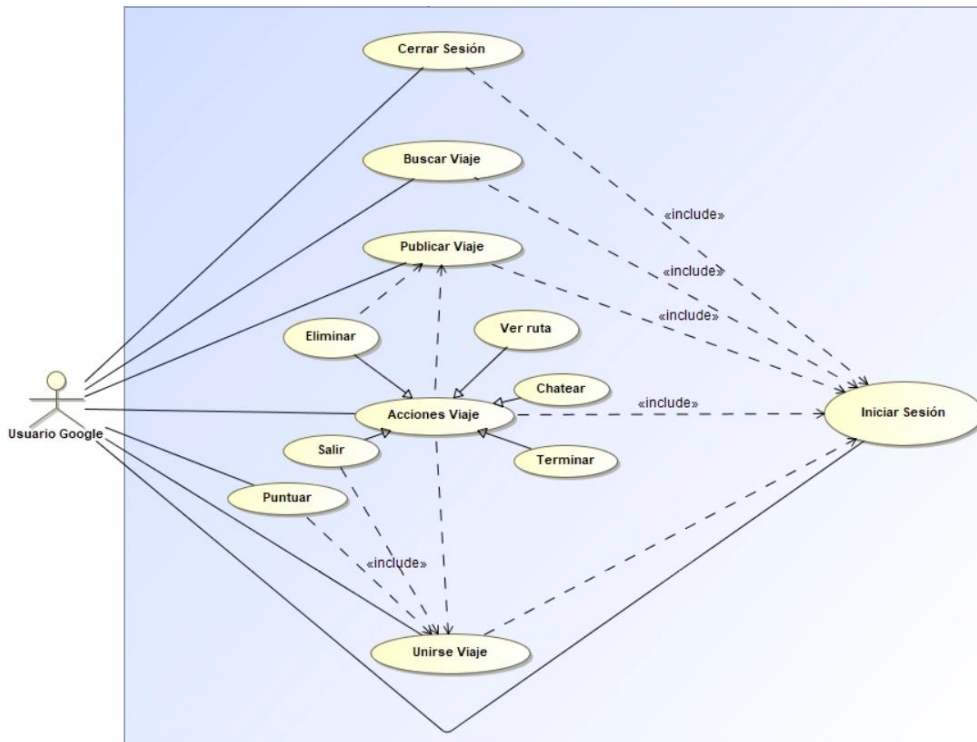 Cerrar Sesión
Buscar Viaje
«include»
Publicar Viaje
«include»
«include»
Eliminar
Ver ruta
Chatear
Acciones Viaje
«include»
Iniciar Sesión
Usuario Google
Salir
Terminar
Puntuar
«include»
Unirse Viaje